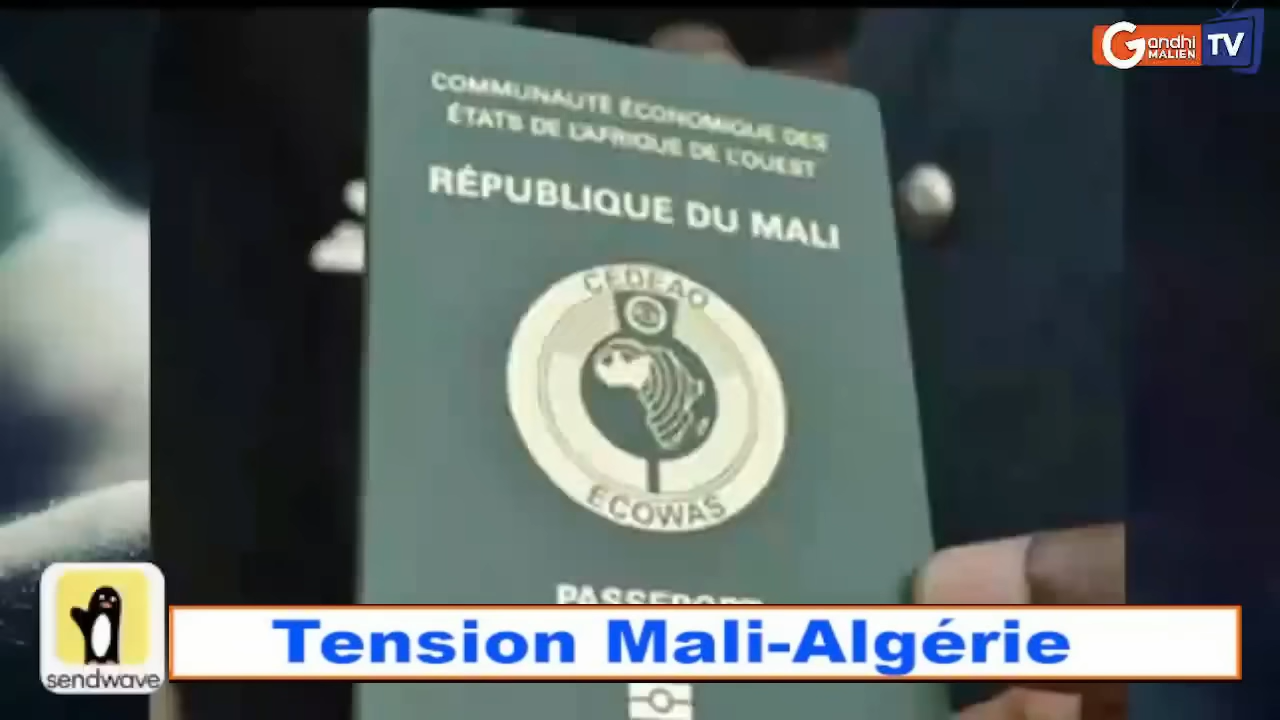 Gandhi
MALIEN
TV
COMMUNAUTÉ ÉCONOMIQUE DES
ÉTATS DE L'AFRIQUE DE L'OUEST
RÉPUBLIQUE DU MALI
CEDEAO
ECOWAS
PASSEPORT
Tension Mali-Algérie
sendwave